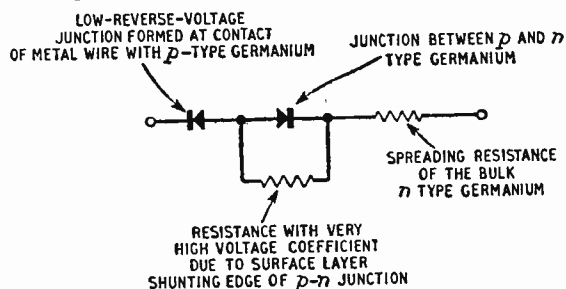 LOW-REVERSE-VOLTAGE
JUNCTION FORMED AT CONTACT
OF METAL WIRE WITH p-TYPE GERMANIUM
JUNCTION BETWEEN p AND n
TYPE GERMANIUM
SPREADING RESISTANCE
OF THE BULK
n TYPE GERMANIUM
RESISTANCE WITH VERY
HIGH VOLTAGE COEFFICIENT
DUE TO SURFACE LAYER
SHUNTING EDGE OF p-n JUNCTION